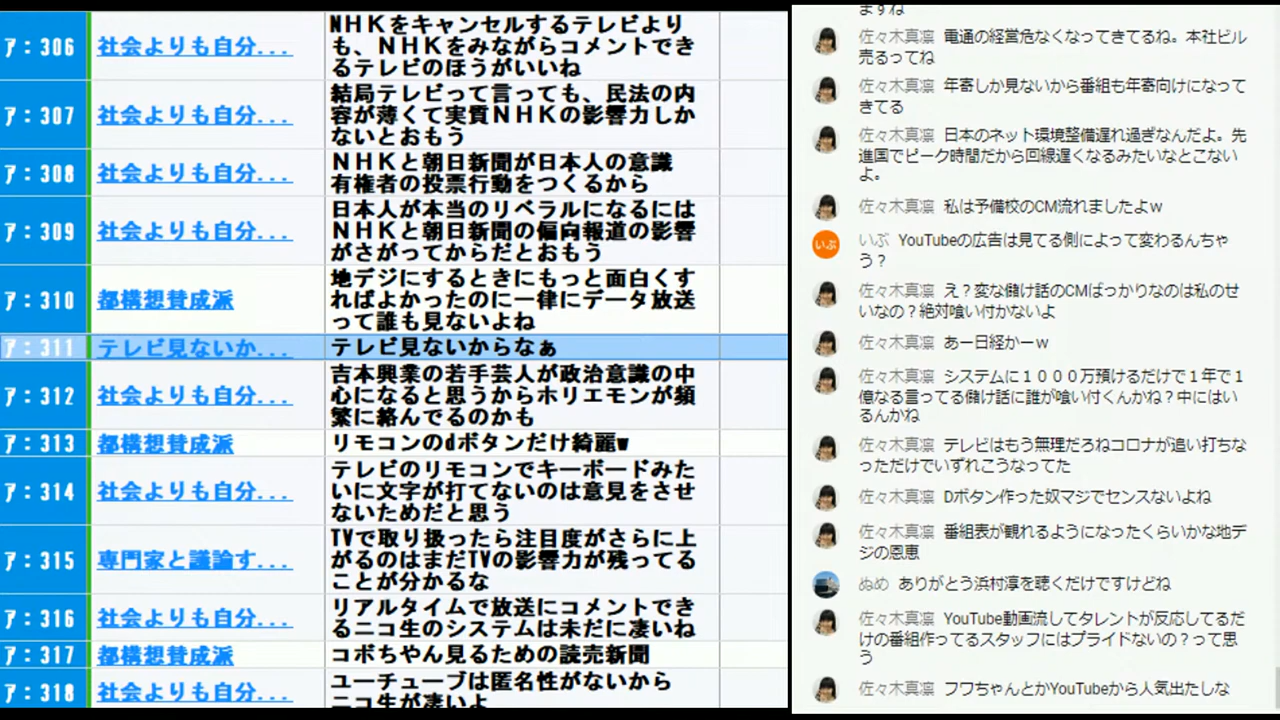 ｱ：306
社会よりも自分...
NHKをキャンセルするテレビより
も、NHKをみながらコメントでき
るテレビのほうがいいね
ｱ：307
社会よりも自分...
結局テレビって言っても、民法の内
容が薄くて実質NHKの影響力しか
ないとおもう
ｱ：308
社会よりも自分...
NHKと朝日新聞が日本人の意識
有権者の投票行動をつくるから
ｱ：309
社会よりも自分...
日本人が本当のリベラルになるには
NHKと朝日新聞の偏向報道の影響
がさがってからだとおもう
ｱ：310
都構想賛成派
地デジにするときにもっと面白くす
ればよかったのに一律にデータ放送
って誰も見ないよね
ｱ：311
テレビ見ないか...
テレビ見ないからなぁ
ｱ：312
社会よりも自分...
吉本興業の若手芸人が政治意識の中
心になると思うからホリエモンが頻
繁に絡んでるのかも
ｱ：313
都構想賛成派
リモコンのdボタンだけ綺麗w
ｱ：314
社会よりも自分...
テレビのリモコンでキーボードみた
いに文字が打てないのは意見をさせ
ないためだと思う
ｱ：315
専門家と議論す...
TVで取り扱ったら注目度がさらに上
がるのはまだTVの影響力が残ってる
ことが分かるな
ｱ：316
社会よりも自分...
リアルタイムで放送にコメントでき
るニコ生のシステムは未だに凄いね
ｱ：317
都構想賛成派
コボちやん見るための読売新聞
ｱ：318
社会よりも自分...
ユーチューブは匿名性がないから
ニコ生が凄いよ
ますね
佐々木真凛 電通の経営危なくなってきてるね。本社ビル
売るってね
佐々木真凛 年寄しか見ないから番組も年寄向けになって
きてる
佐々木真凛 日本のネット環境整備遅れ過ぎなんだよ。先
進国でピーク時間だから回線遅くなるみたいなとこない
よ。
佐々木真凛 私は予備校のCM流れましたよw
いぶ
いぶ YouTubeの広告は見てる側によって変わるんちゃ
う？
佐々木真凛 え？変な儲け話のCMばっかりなのは私のせ
いなの？絶対喰い付かないよ
佐々木真凛 あー日経かーw
佐々木真凛 システムに１０００万預けるだけで１年で１
億なる言ってる儲け話に誰が喰い付くんかね？中にはい
るんかね
佐々木真凛 テレビはもう無理だろねコロナが追い打ちな
っただけでいずれこうなってた
佐々木真凛 Dボタン作った奴マジでセンスないよね
佐々木真凛 番組表が観れるようになったくらいかな地デ
ジの恩恵
ぬめ ありがとう浜村淳を聴くだけですけどね
佐々木真凛 YouTube動画流してタレントが反応してるだ
けの番組作ってるスタッフにはプライドないの？って思
う
佐々木真凛 フワちゃんとかYouTubeから人気出たしな